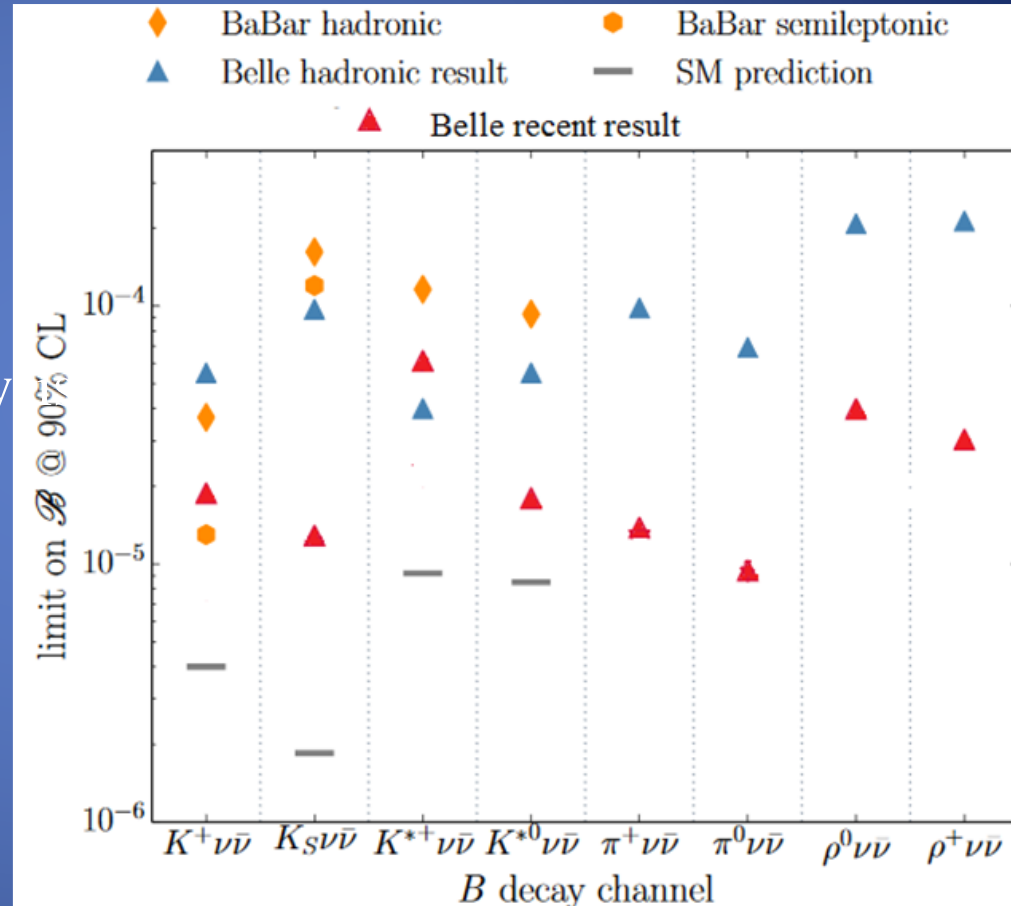 BaBar hadronic
BaBar semileptonic
Belle hadronic result
SM prediction
Belle recent result
y
limit on ℬ @ 90% CL
10⁻⁴
10⁻⁵
10⁻⁶
K⁺νν̄ K_Sνν̄ K*⁺νν̄ K*⁰νν̄ π⁺νν̄ π⁰νν̄ ρ⁰νν̄ ρ⁺νν̄
B decay channel